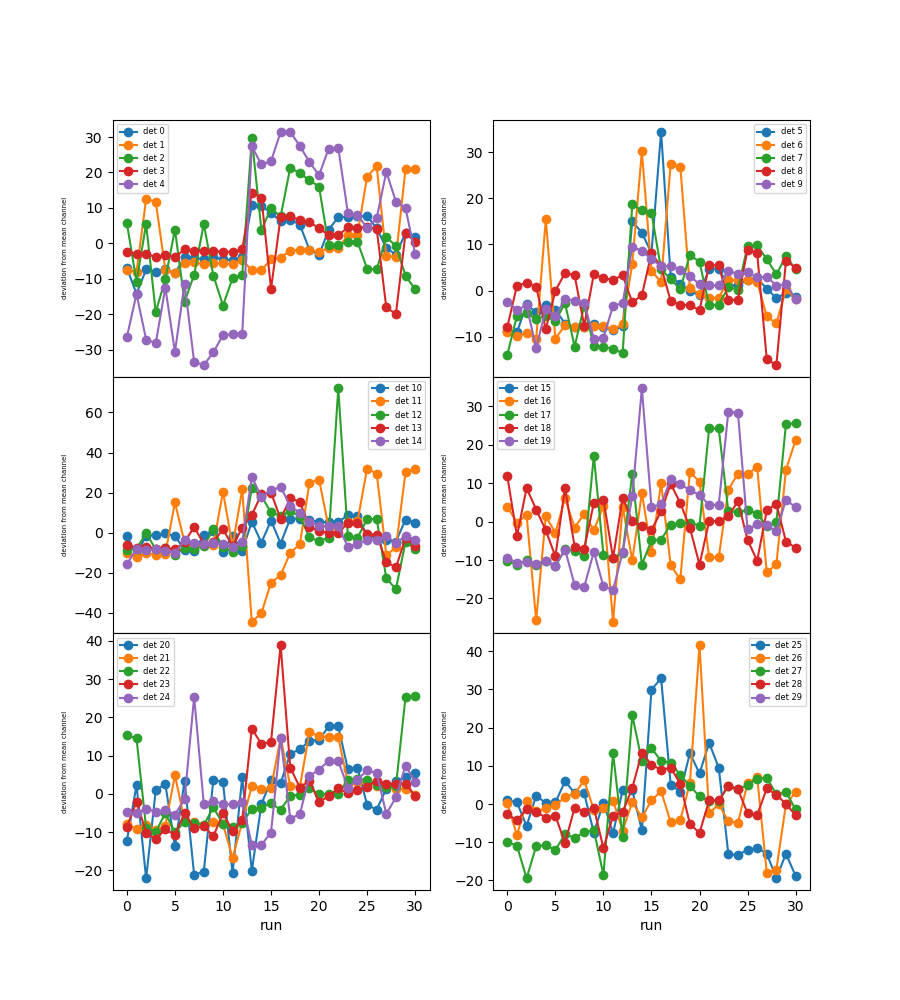 30
20
10
0
−10
−20
−30
deviation from mean channel
det 0
det 1
det 2
det 3
det 4
30
20
10
0
−10
deviation from mean channel
det 5
det 6
det 7
det 8
det 9
60
40
20
0
−20
−40
deviation from mean channel
det 10
det 11
det 12
det 13
det 14
30
20
10
0
−10
−20
deviation from mean channel
det 15
det 16
det 17
det 18
det 19
40
30
20
10
0
−10
−20
deviation from mean channel
det 20
det 21
det 22
det 23
det 24
0 5 10 15 20 25 30
run
40
30
20
10
0
−10
−20
deviation from mean channel
det 25
det 26
det 27
det 28
det 29
0 5 10 15 20 25 30
run